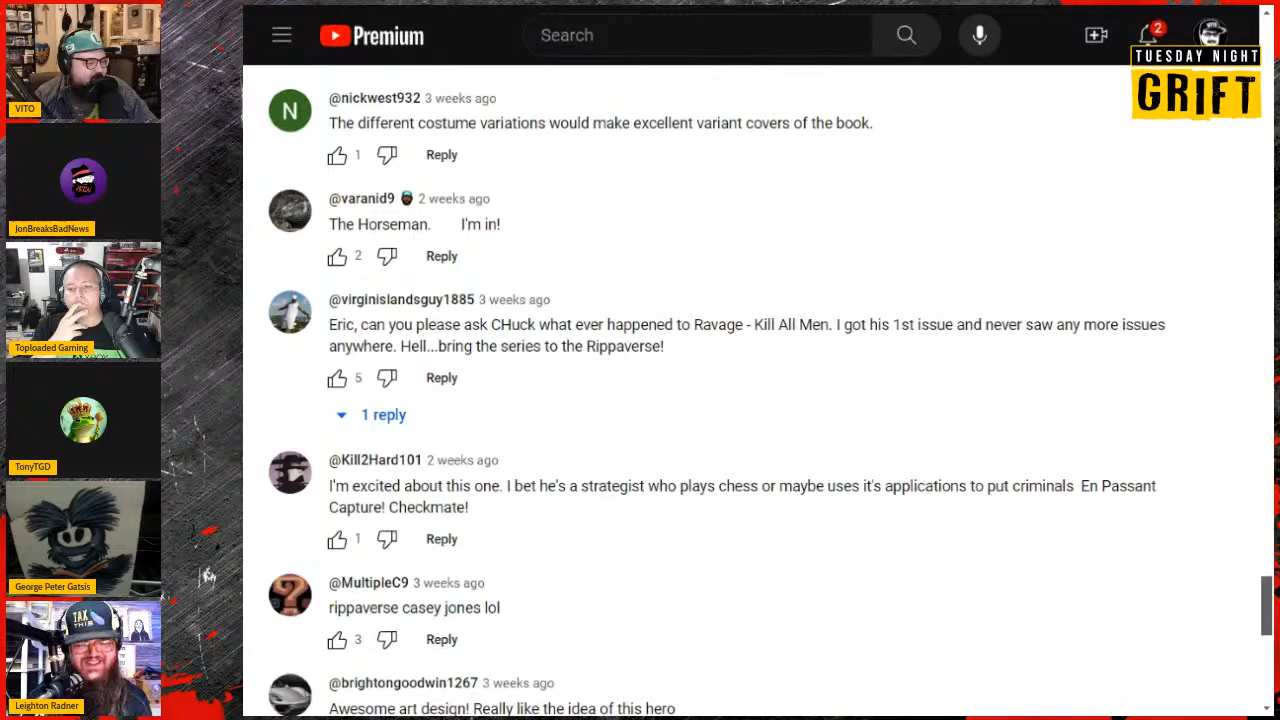 Premium
Search
2
TUESDAY NIGHT
GRIFT
VITO
JonBreaksBadNews
Toploaded Gaming
TonyTGD
George Peter Gatsis
TAX
THIS
Leighton Radner
N
@nickwest932 3 weeks ago
The different costume variations would make excellent variant covers of the book.
1 Reply
@varanid9 2 weeks ago
The Horseman. I'm in!
2 Reply
@virginislandsguy1885 3 weeks ago
Eric, can you please ask CHuck what ever happened to Ravage - Kill All Men. I got his 1st issue and never saw any more issues
anywhere. Hell...bring the series to the Rippaverse!
5 Reply
1 reply
@Kill2Hard101 2 weeks ago
I'm excited about this one. I bet he's a strategist who plays chess or maybe uses it's applications to put criminals En Passant
Capture! Checkmate!
1 Reply
@MultipleC9 3 weeks ago
rippaverse casey jones lol
3 Reply
@brightongoodwin1267 3 weeks ago
Awesome art design! Really like the idea of this hero